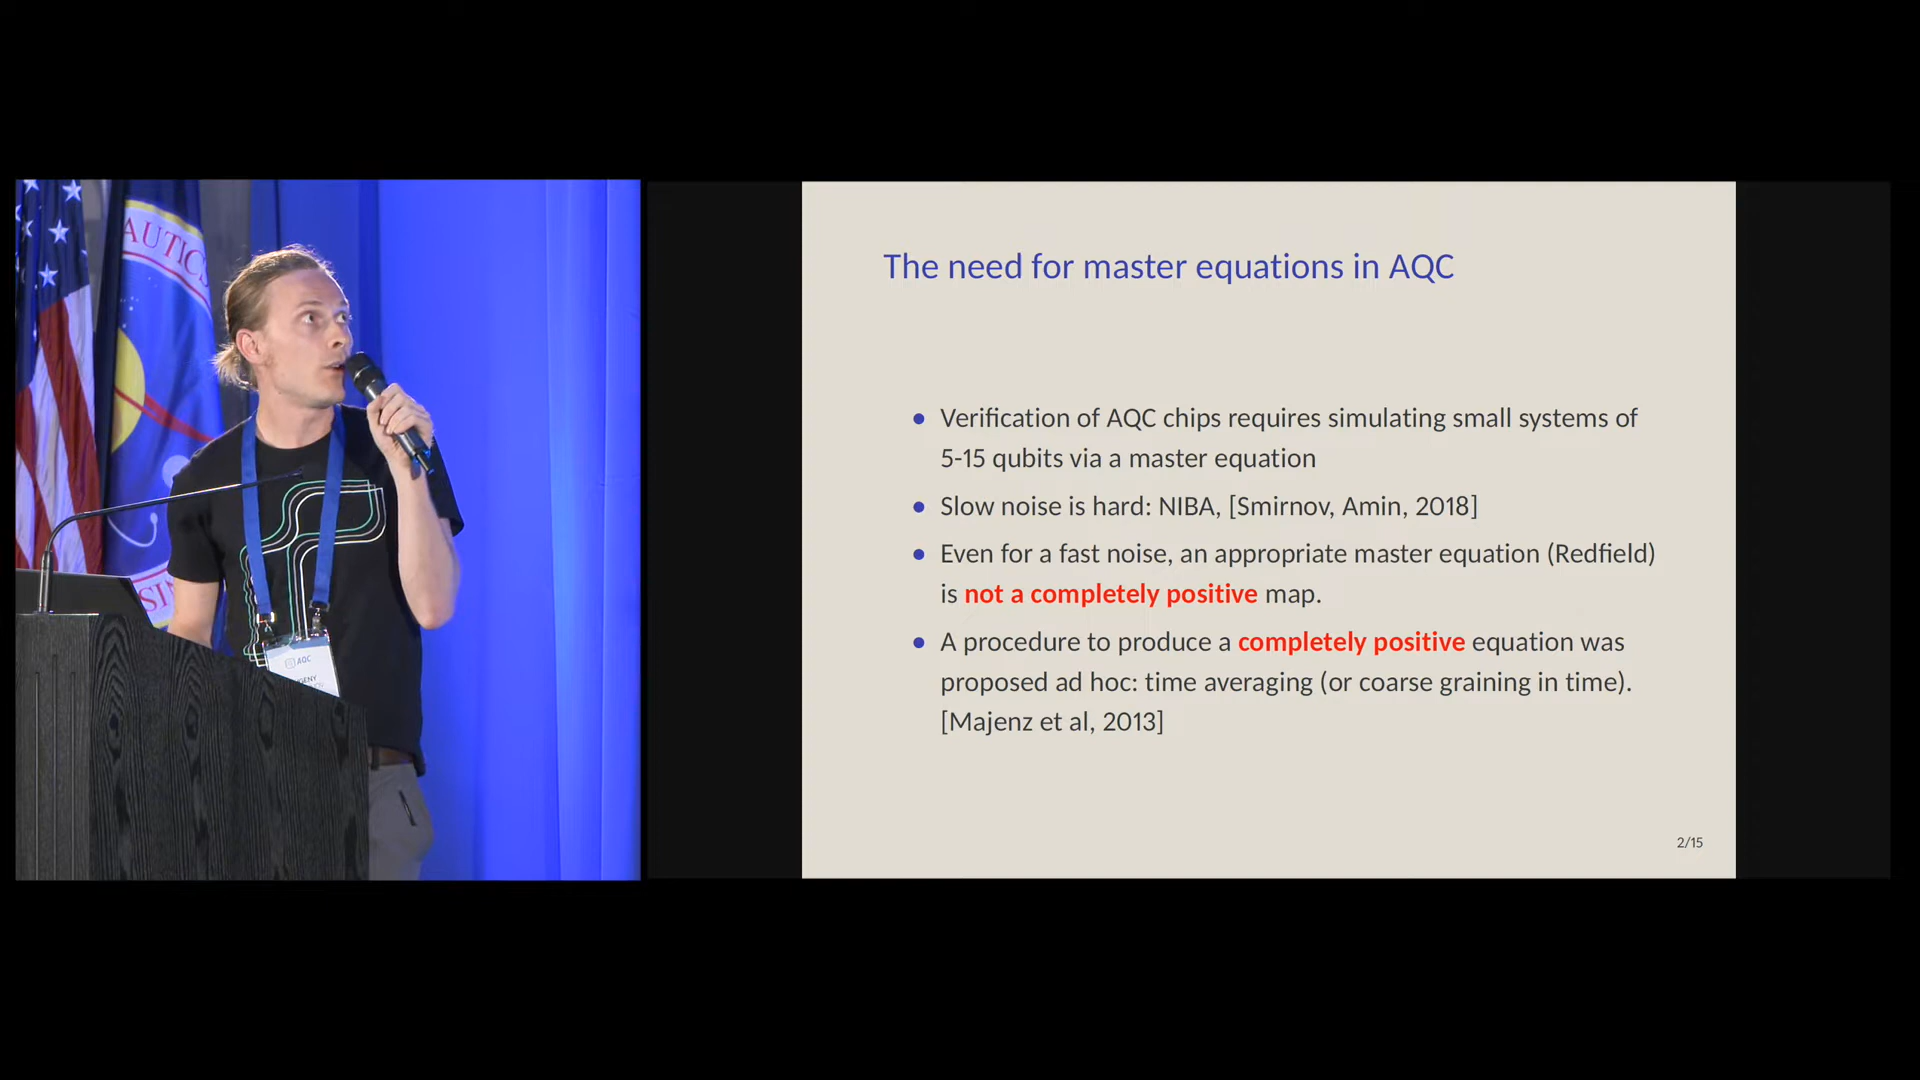 AUTICS
AQC
The need for master equations in AQC
• Verification of AQC chips requires simulating small systems of
5-15 qubits via a master equation
• Slow noise is hard: NIBA, [Smirnov, Amin, 2018]
• Even for a fast noise, an appropriate master equation (Redfield)
is not a completely positive map.
• A procedure to produce a completely positive equation was
proposed ad hoc: time averaging (or coarse graining in time).
[Majenz et al, 2013]
2/15